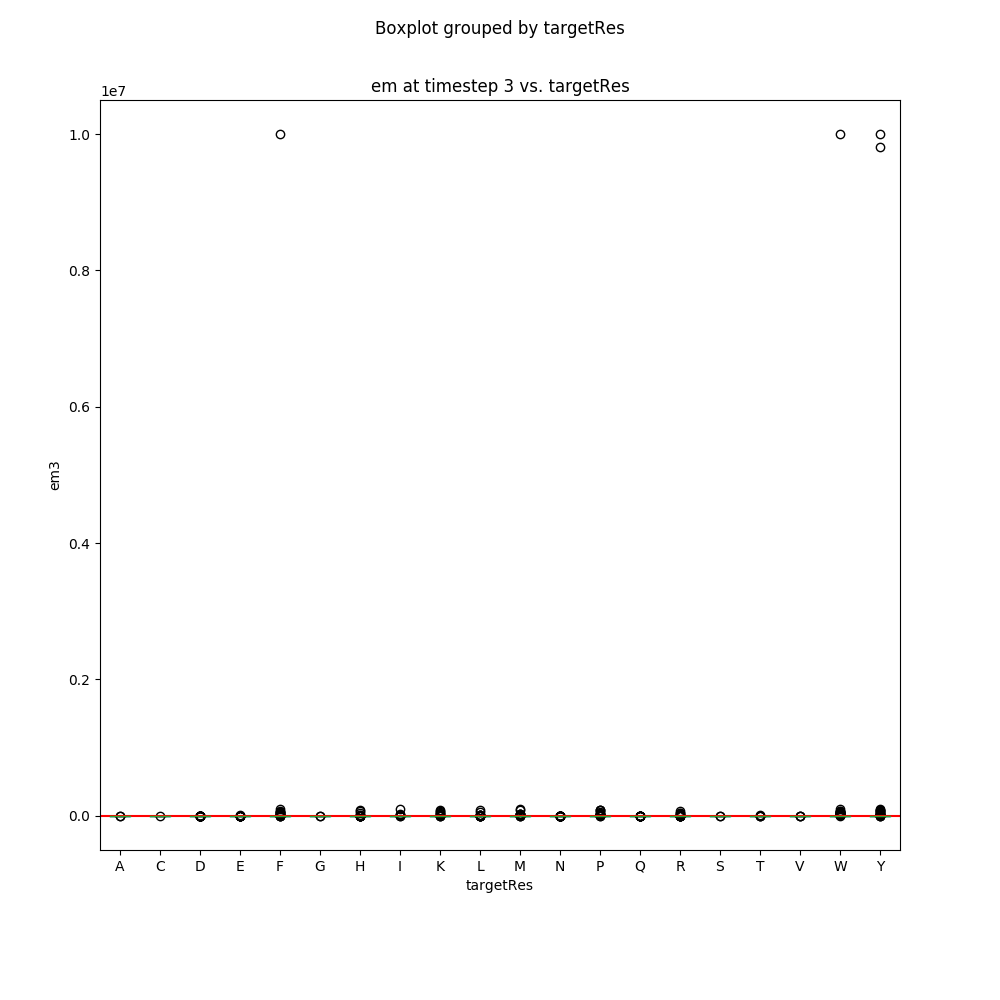 Boxplot grouped by targetRes
em at timestep 3 vs. targetRes
1e7
1.0
0.8
0.6
0.4
0.2
0.0
em3
A C D E F G H I K L M N P Q R S T V W Y
targetRes